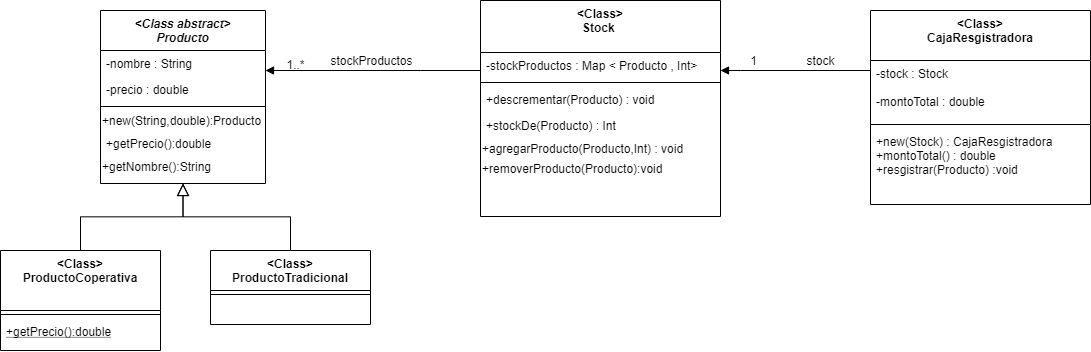 <Class abstract>
Producto
-nombre : String
-precio : double
+new(String,double):Producto
+getPrecio():double
+getNombre():String
1..*
stockProductos
<Class>
Stock
-stockProductos : Map < Producto , Int>
+descrementar(Producto) : void
+stockDe(Producto) : Int
+agregarProducto(Producto,Int) : void
+removerProducto(Producto):void
1
stock
<Class>
CajaResgistradora
-stock : Stock
-montoTotal : double
+new(Stock) : CajaResgistradora
+montoTotal() : double
+resgistrar(Producto) :void
<Class>
ProductoCoperativa
+getPrecio():double
<Class>
ProductoTradicional